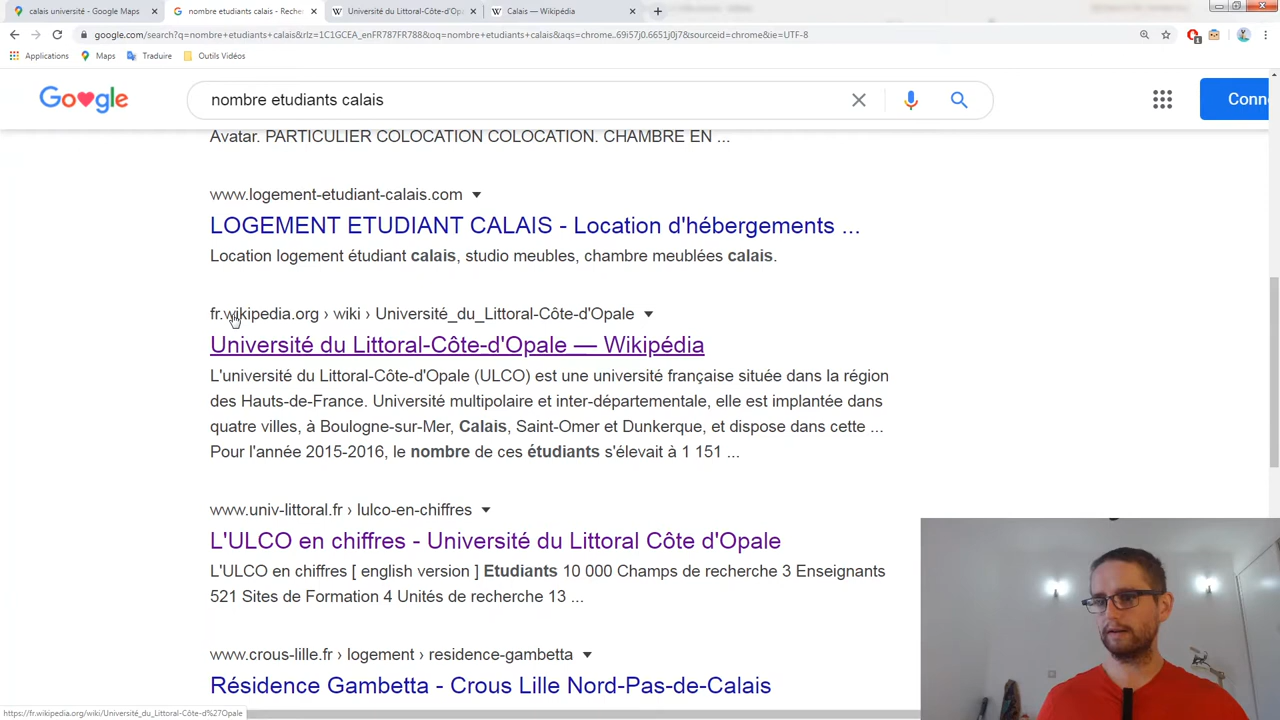 calais université - Google Maps
nombre etudiants calais - Reche
Université du Littoral-Côte-d'Opa
Calais — Wikipédia
google.com/search?q=nombre+etudiants+calais&rlz=1C1GCEA_enFR787FR788&oq=nombre+etudiants+calais&aqs=chrome..69i57j0.6651j0j7&sourceid=chrome&ie=UTF-8
Applications
Maps
Traduire
Outils Vidéos
Google
nombre etudiants calais
Conn
Avatar. PARTICULIER COLOCATION COLOCATION. CHAMBRE EN ...
www.logement-etudiant-calais.com
LOGEMENT ETUDIANT CALAIS - Location d'hébergements ...
Location logement étudiant calais, studio meubles, chambre meublées calais.
fr.wikipedia.org › wiki › Université_du_Littoral-Côte-d'Opale
Université du Littoral-Côte-d'Opale — Wikipédia
L'université du Littoral-Côte-d'Opale (ULCO) est une université française située dans la région
des Hauts-de-France. Université multipolaire et inter-départementale, elle est implantée dans
quatre villes, à Boulogne-sur-Mer, Calais, Saint-Omer et Dunkerque, et dispose dans cette ...
Pour l'année 2015-2016, le nombre de ces étudiants s'élevait à 1 151 ...
www.univ-littoral.fr › lulco-en-chiffres
L'ULCO en chiffres - Université du Littoral Côte d'Opale
L'ULCO en chiffres [ english version ] Etudiants 10 000 Champs de recherche 3 Enseignants
521 Sites de Formation 4 Unités de recherche 13 ...
www.crous-lille.fr › logement › residence-gambetta
Résidence Gambetta - Crous Lille Nord-Pas-de-Calais
https://fr.wikipedia.org/wiki/Université_du_Littoral-Côte-d%27Opale